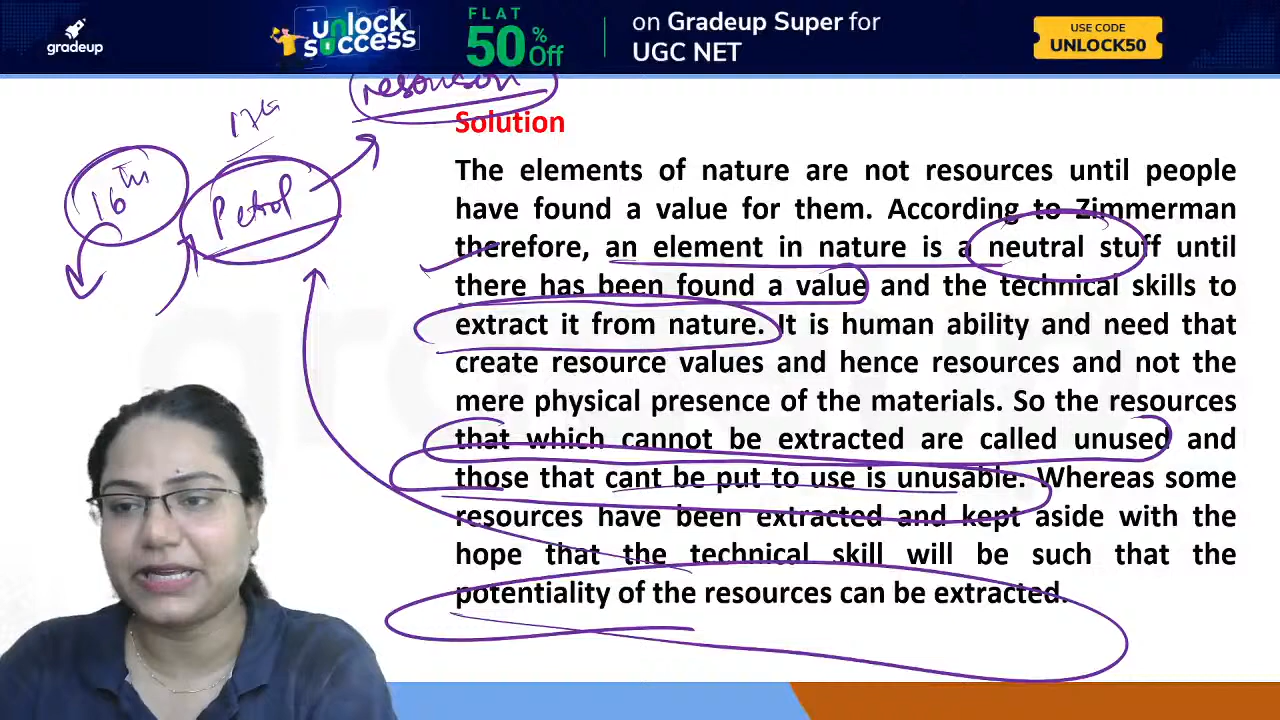 gradeup
unlock
success
FLAT
50% Off
on Gradeup Super for
UGC NET
USE CODE
UNLOCK50
16th
Petrol
Solution
The elements of nature are not resources until people
have found a value for them. According to Zimmerman
therefore, an element in nature is a neutral stuff until
there has been found a value and the technical skills to
extract it from nature. It is human ability and need that
create resource values and hence resources and not the
mere physical presence of the materials. So the resources
that which cannot be extracted are called unused and
those that cant be put to use is unusable. Whereas some
resources have been extracted and kept aside with the
hope that the technical skill will be such that the
potentiality of the resources can be extracted.